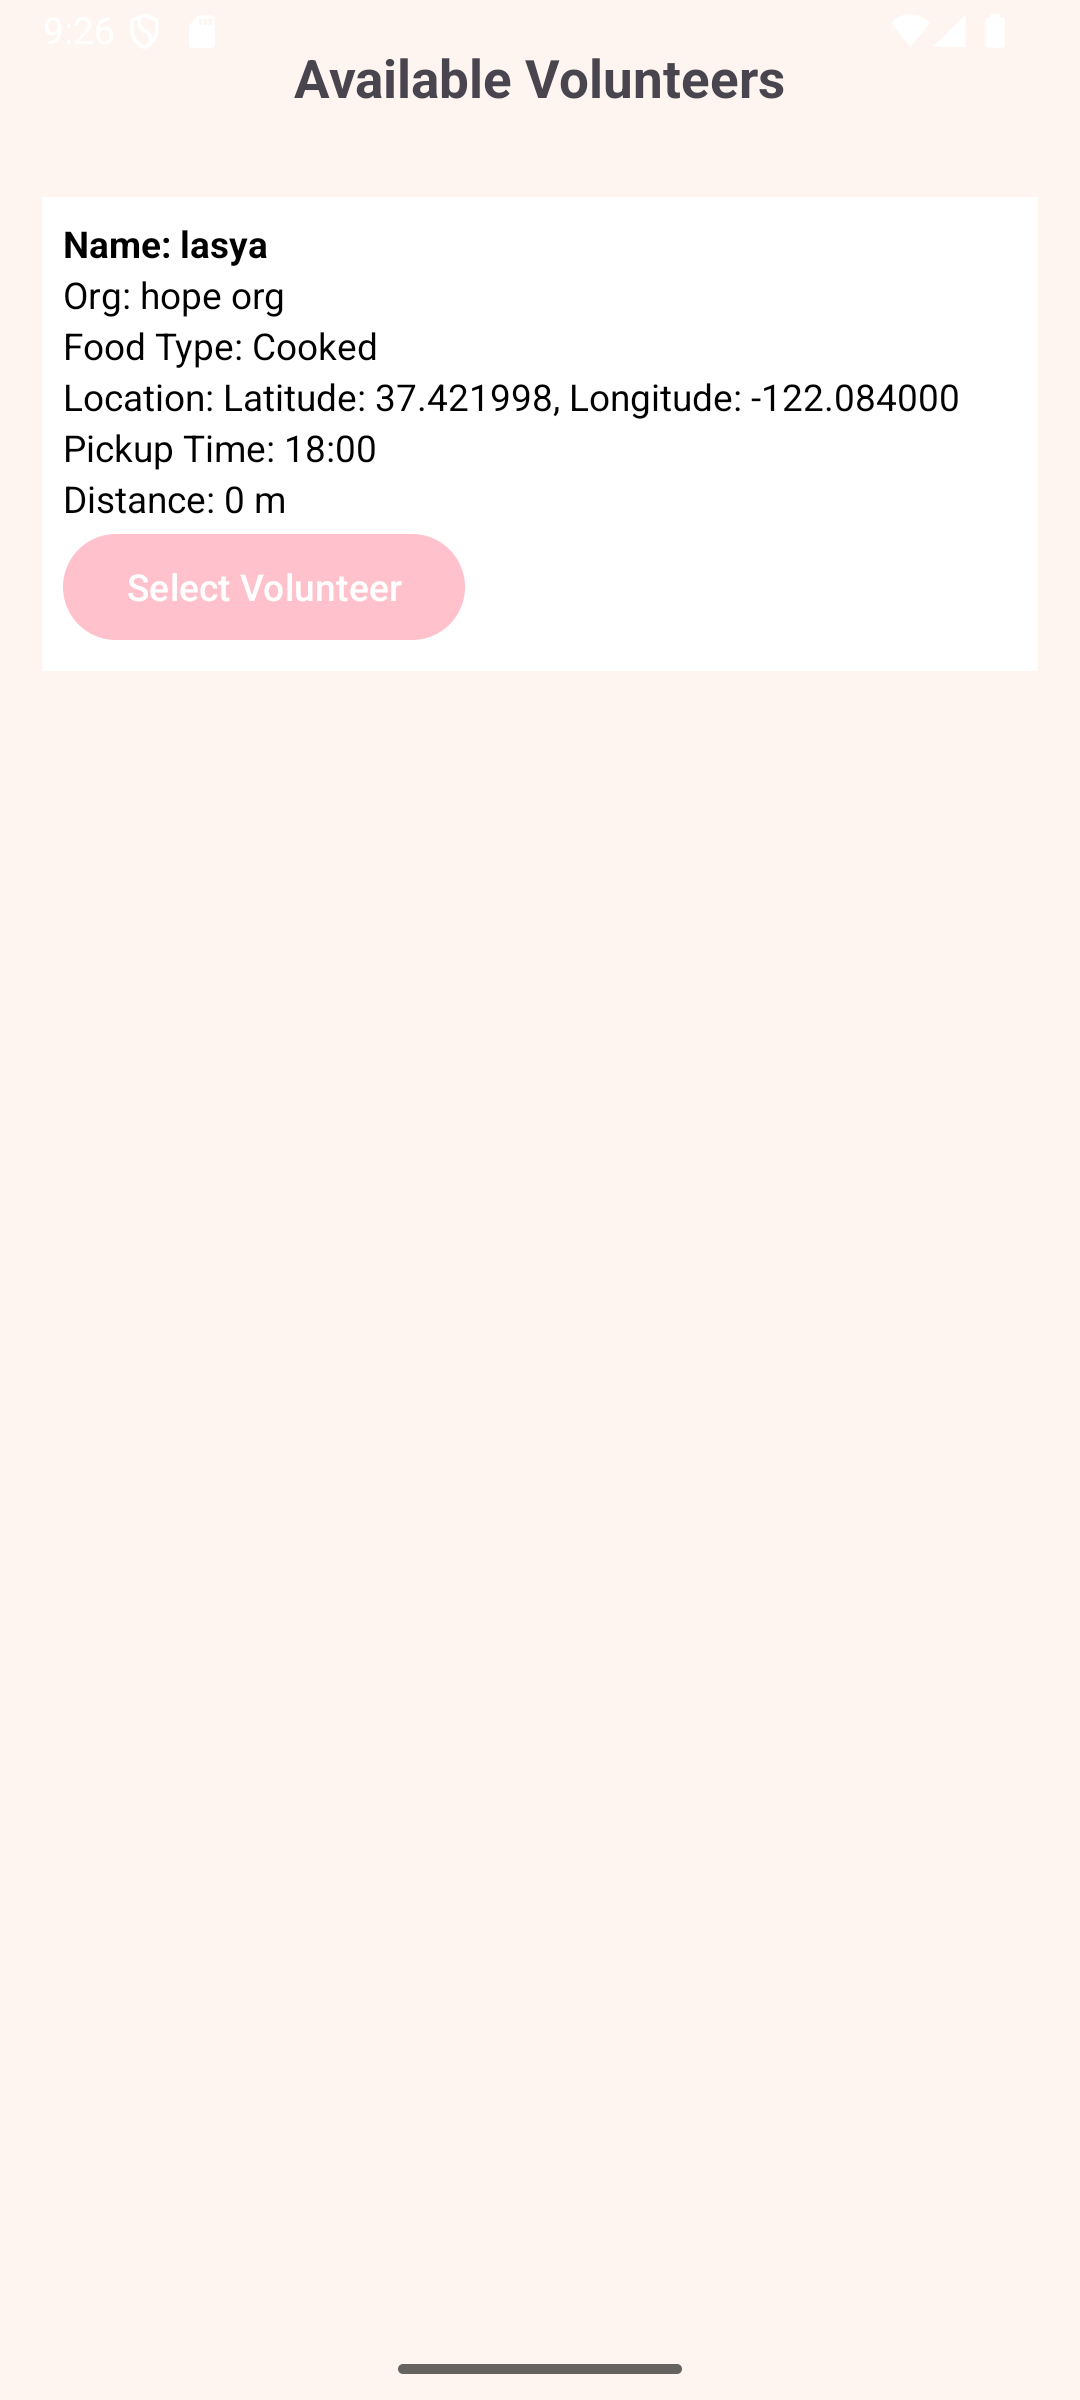 9:26
Available Volunteers
Name: lasya
Org: hope org
Food Type: Cooked
Location: Latitude: 37.421998, Longitude: -122.084000
Pickup Time: 18:00
Distance: 0 m
Select Volunteer